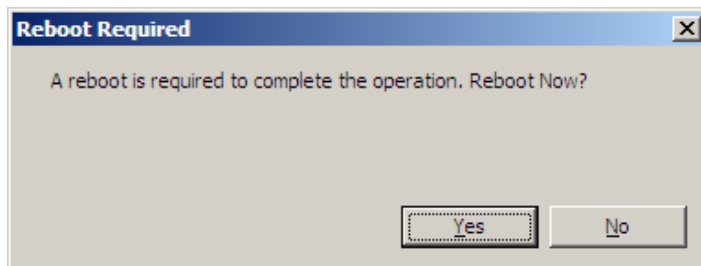 Reboot Required
A reboot is required to complete the operation. Reboot Now?
Yes
No